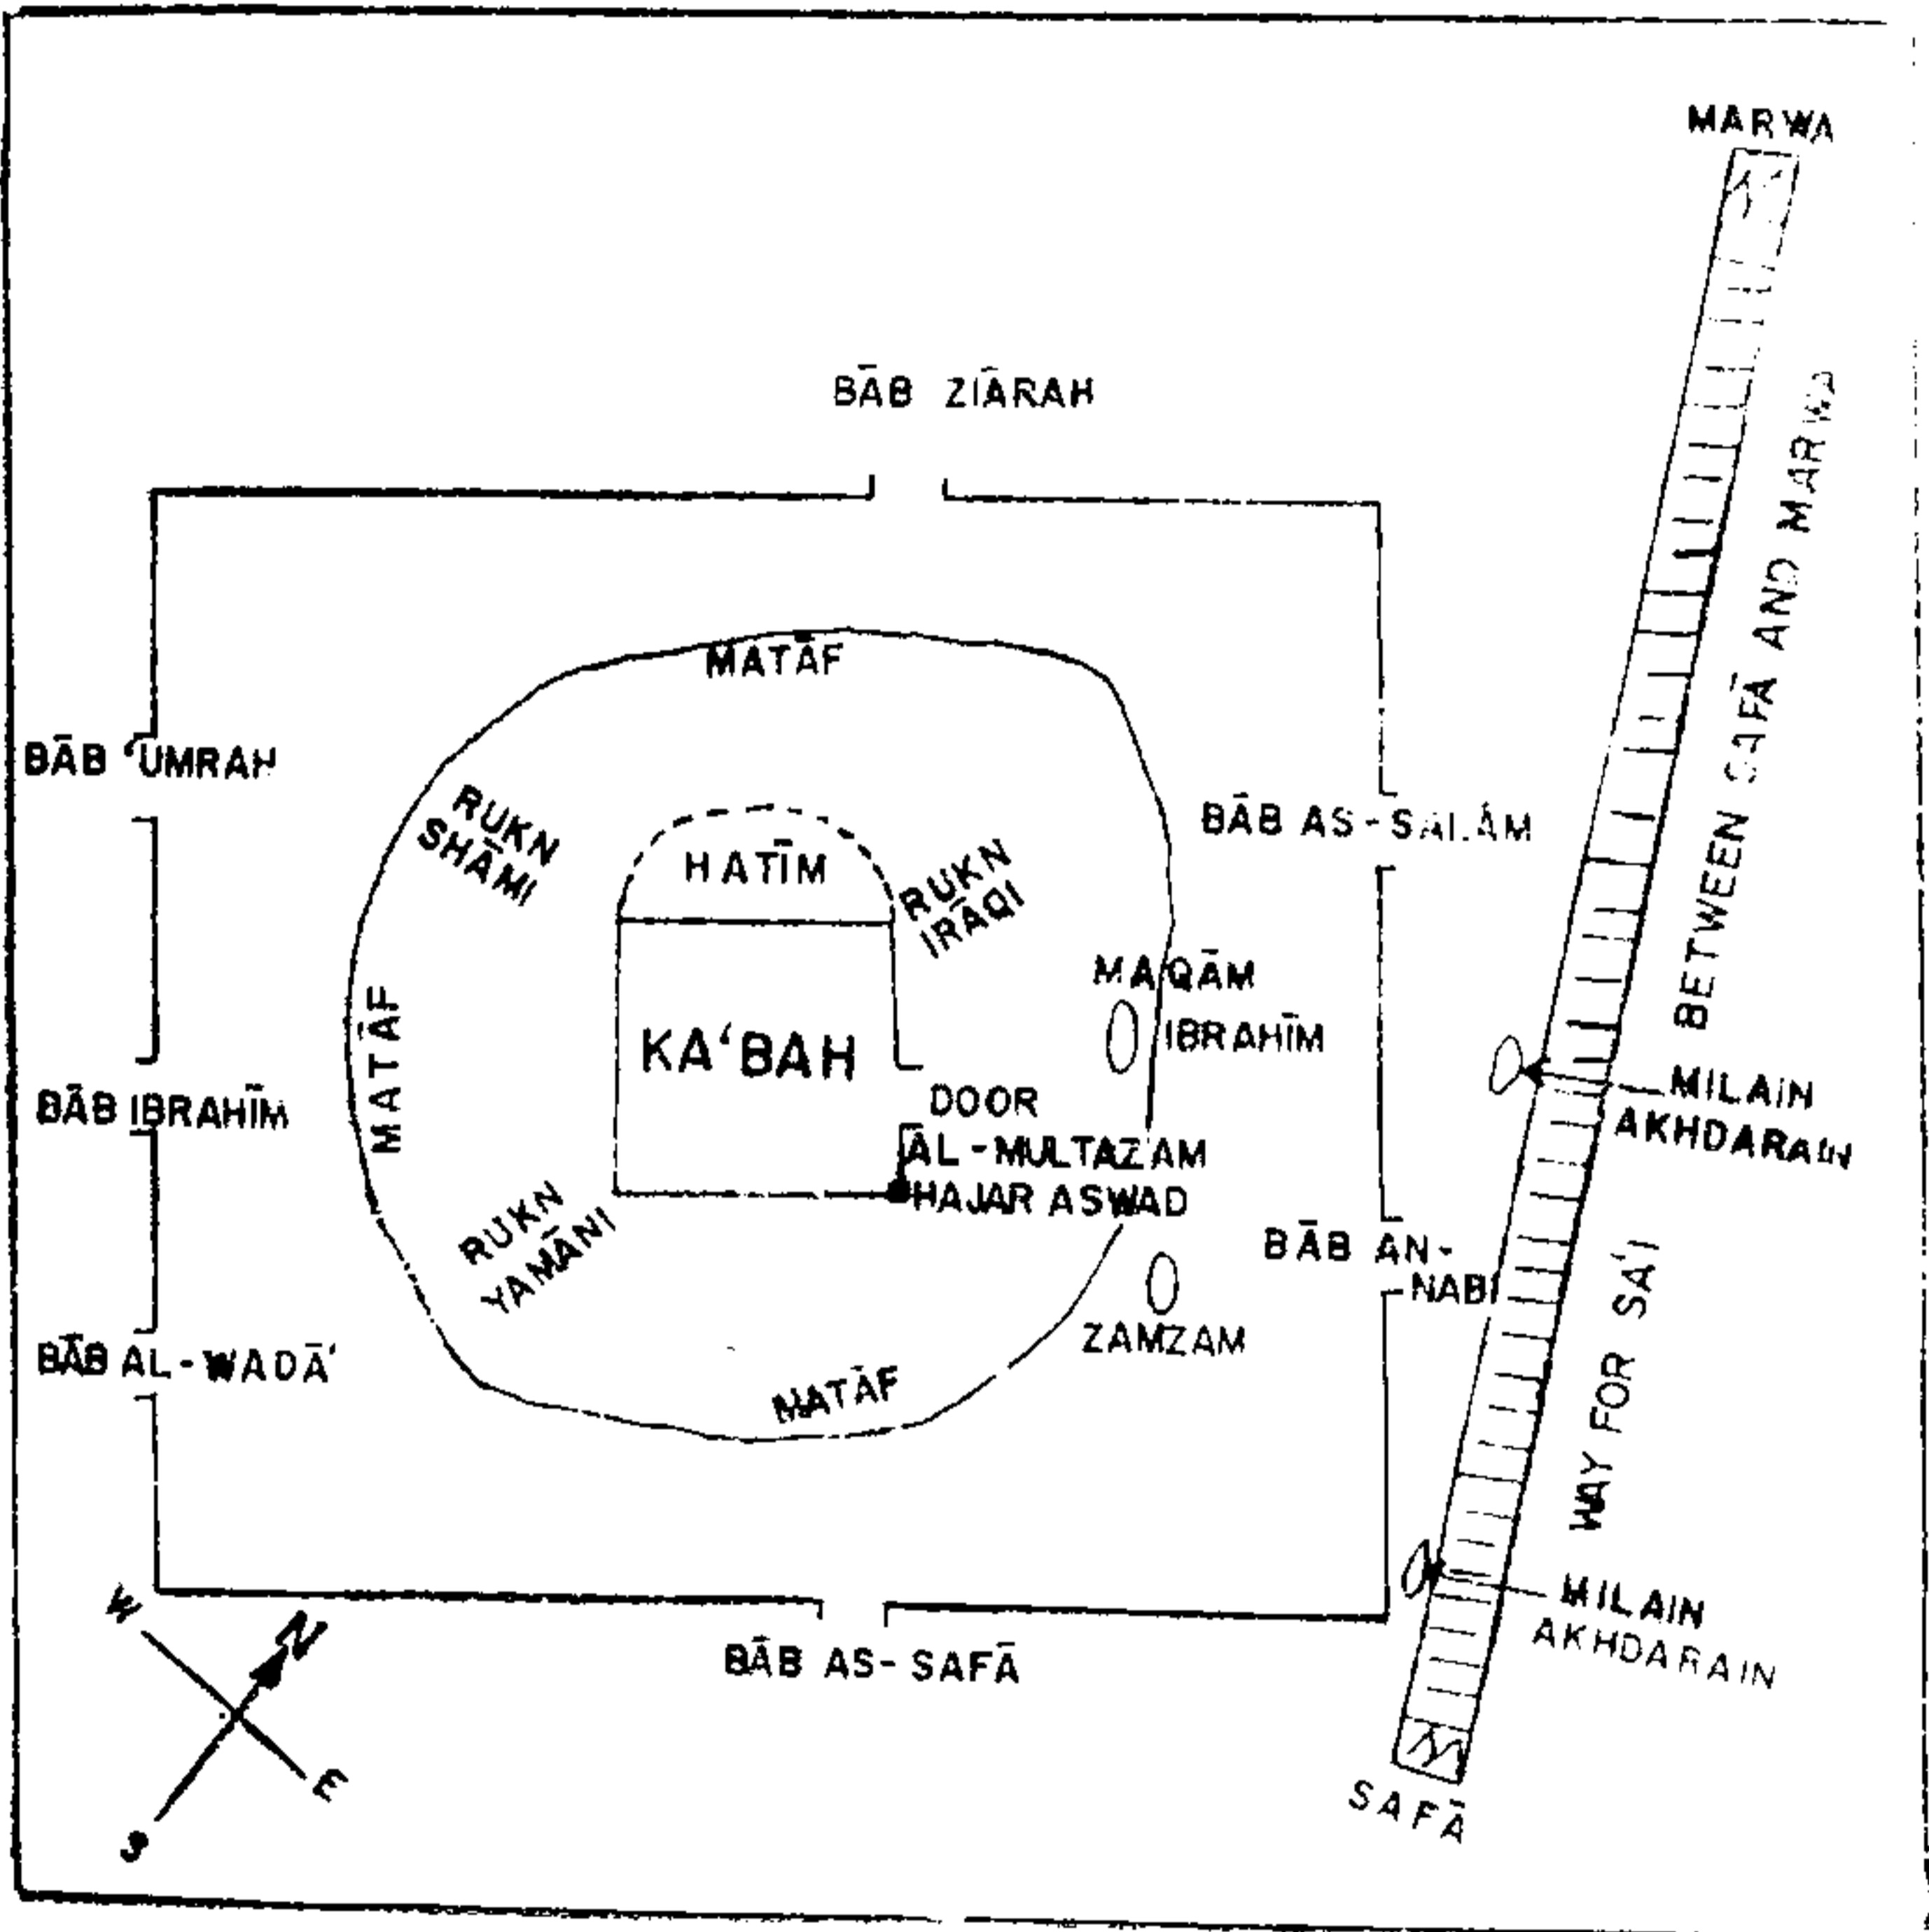 MARWA
BĀB ZIĀRAH
BETWEEN SAFĀ AND MARWA
MATĀF
BĀB ‘UMRAH
RUKN
SHĀMI
HATĪM
RUKN
IRĀQI
BĀB AS-SALĀM
MAQĀM
IBRAHĪM
KA‘BAH
MATĀF
DOOR
AL-MULTAZAM
HAJAR ASWAD
BĀB IBRAHĪM
MILAIN
AKHDARAIN
RUKN
YAMĀNI
BĀB AN-
NABI
ZAMZAM
BĀB AL-WADĀ'
MATĀF
WAY FOR SA'I
MILAIN
AKHDARAIN
BĀB AS-SAFĀ
W
N
E
S
SAFĀ